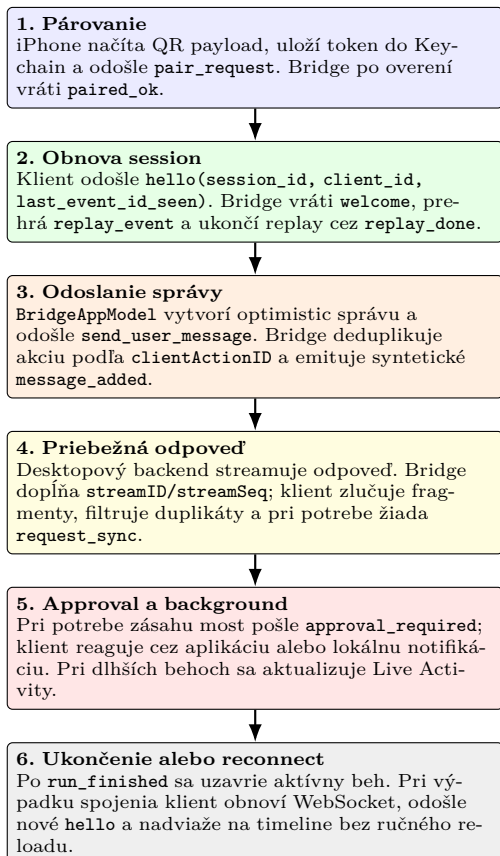 1. Párovanie
iPhone načíta QR payload, uloží token do Key-
chain a odošle pair_request. Bridge po overení
vráti paired_ok.
2. Obnova session
Klient odošle hello(session_id, client_id,
last_event_id_seen). Bridge vráti welcome, pre-
hrá replay_event a ukončí replay cez replay_done.
3. Odoslanie správy
BridgeAppModel vytvorí optimistic správu a
odošle send_user_message. Bridge deduplikuje
akciu podľa clientActionID a emituje syntetické
message_added.
4. Priebežná odpoveď
Desktopový backend streamuje odpoveď. Bridge
dopĺňa streamID/streamSeq; klient zlučuje frag-
menty, filtruje duplikáty a pri potrebe žiada
request_sync.
5. Approval a background
Pri potrebe zásahu most pošle approval_required;
klient reaguje cez aplikáciu alebo lokálnu notifiká-
ciu. Pri dlhších behoch sa aktualizuje Live Acti-
vity.
6. Ukončenie alebo reconnect
Po run_finished sa uzavrie aktívny beh. Pri vý-
padku spojenia klient obnoví WebSocket, odošle
nové hello a nadviaže na timeline bez ručného re-
loadu.